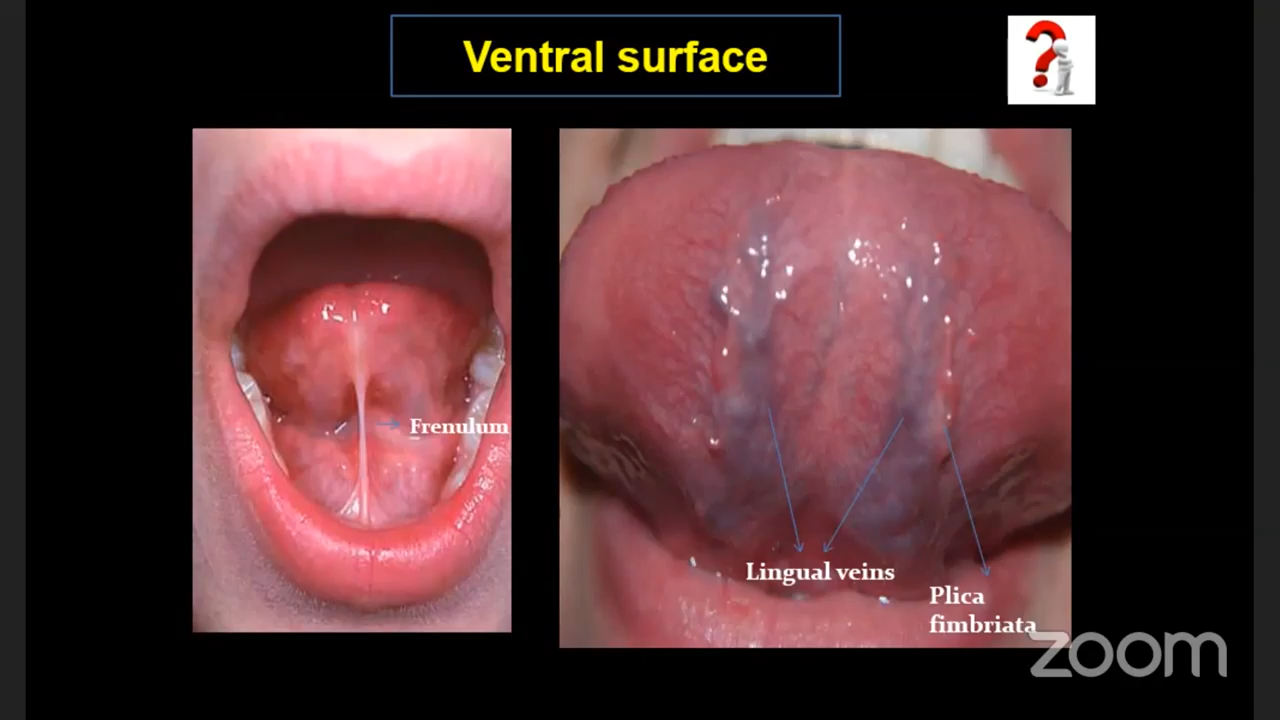 Ventral surface
Frenulum
Lingual veins
Plica
fimbriata
zoom